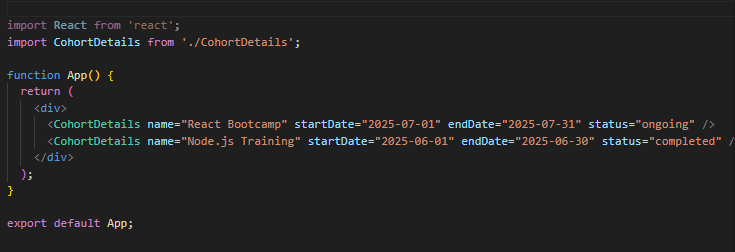 import React from 'react';
import CohortDetails from './CohortDetails';

function App() {
  return (
    <div>
      <CohortDetails name="React Bootcamp" startDate="2025-07-01" endDate="2025-07-31" status="ongoing" />
      <CohortDetails name="Node.js Training" startDate="2025-06-01" endDate="2025-06-30" status="completed" /
    </div>
  );
}

export default App;